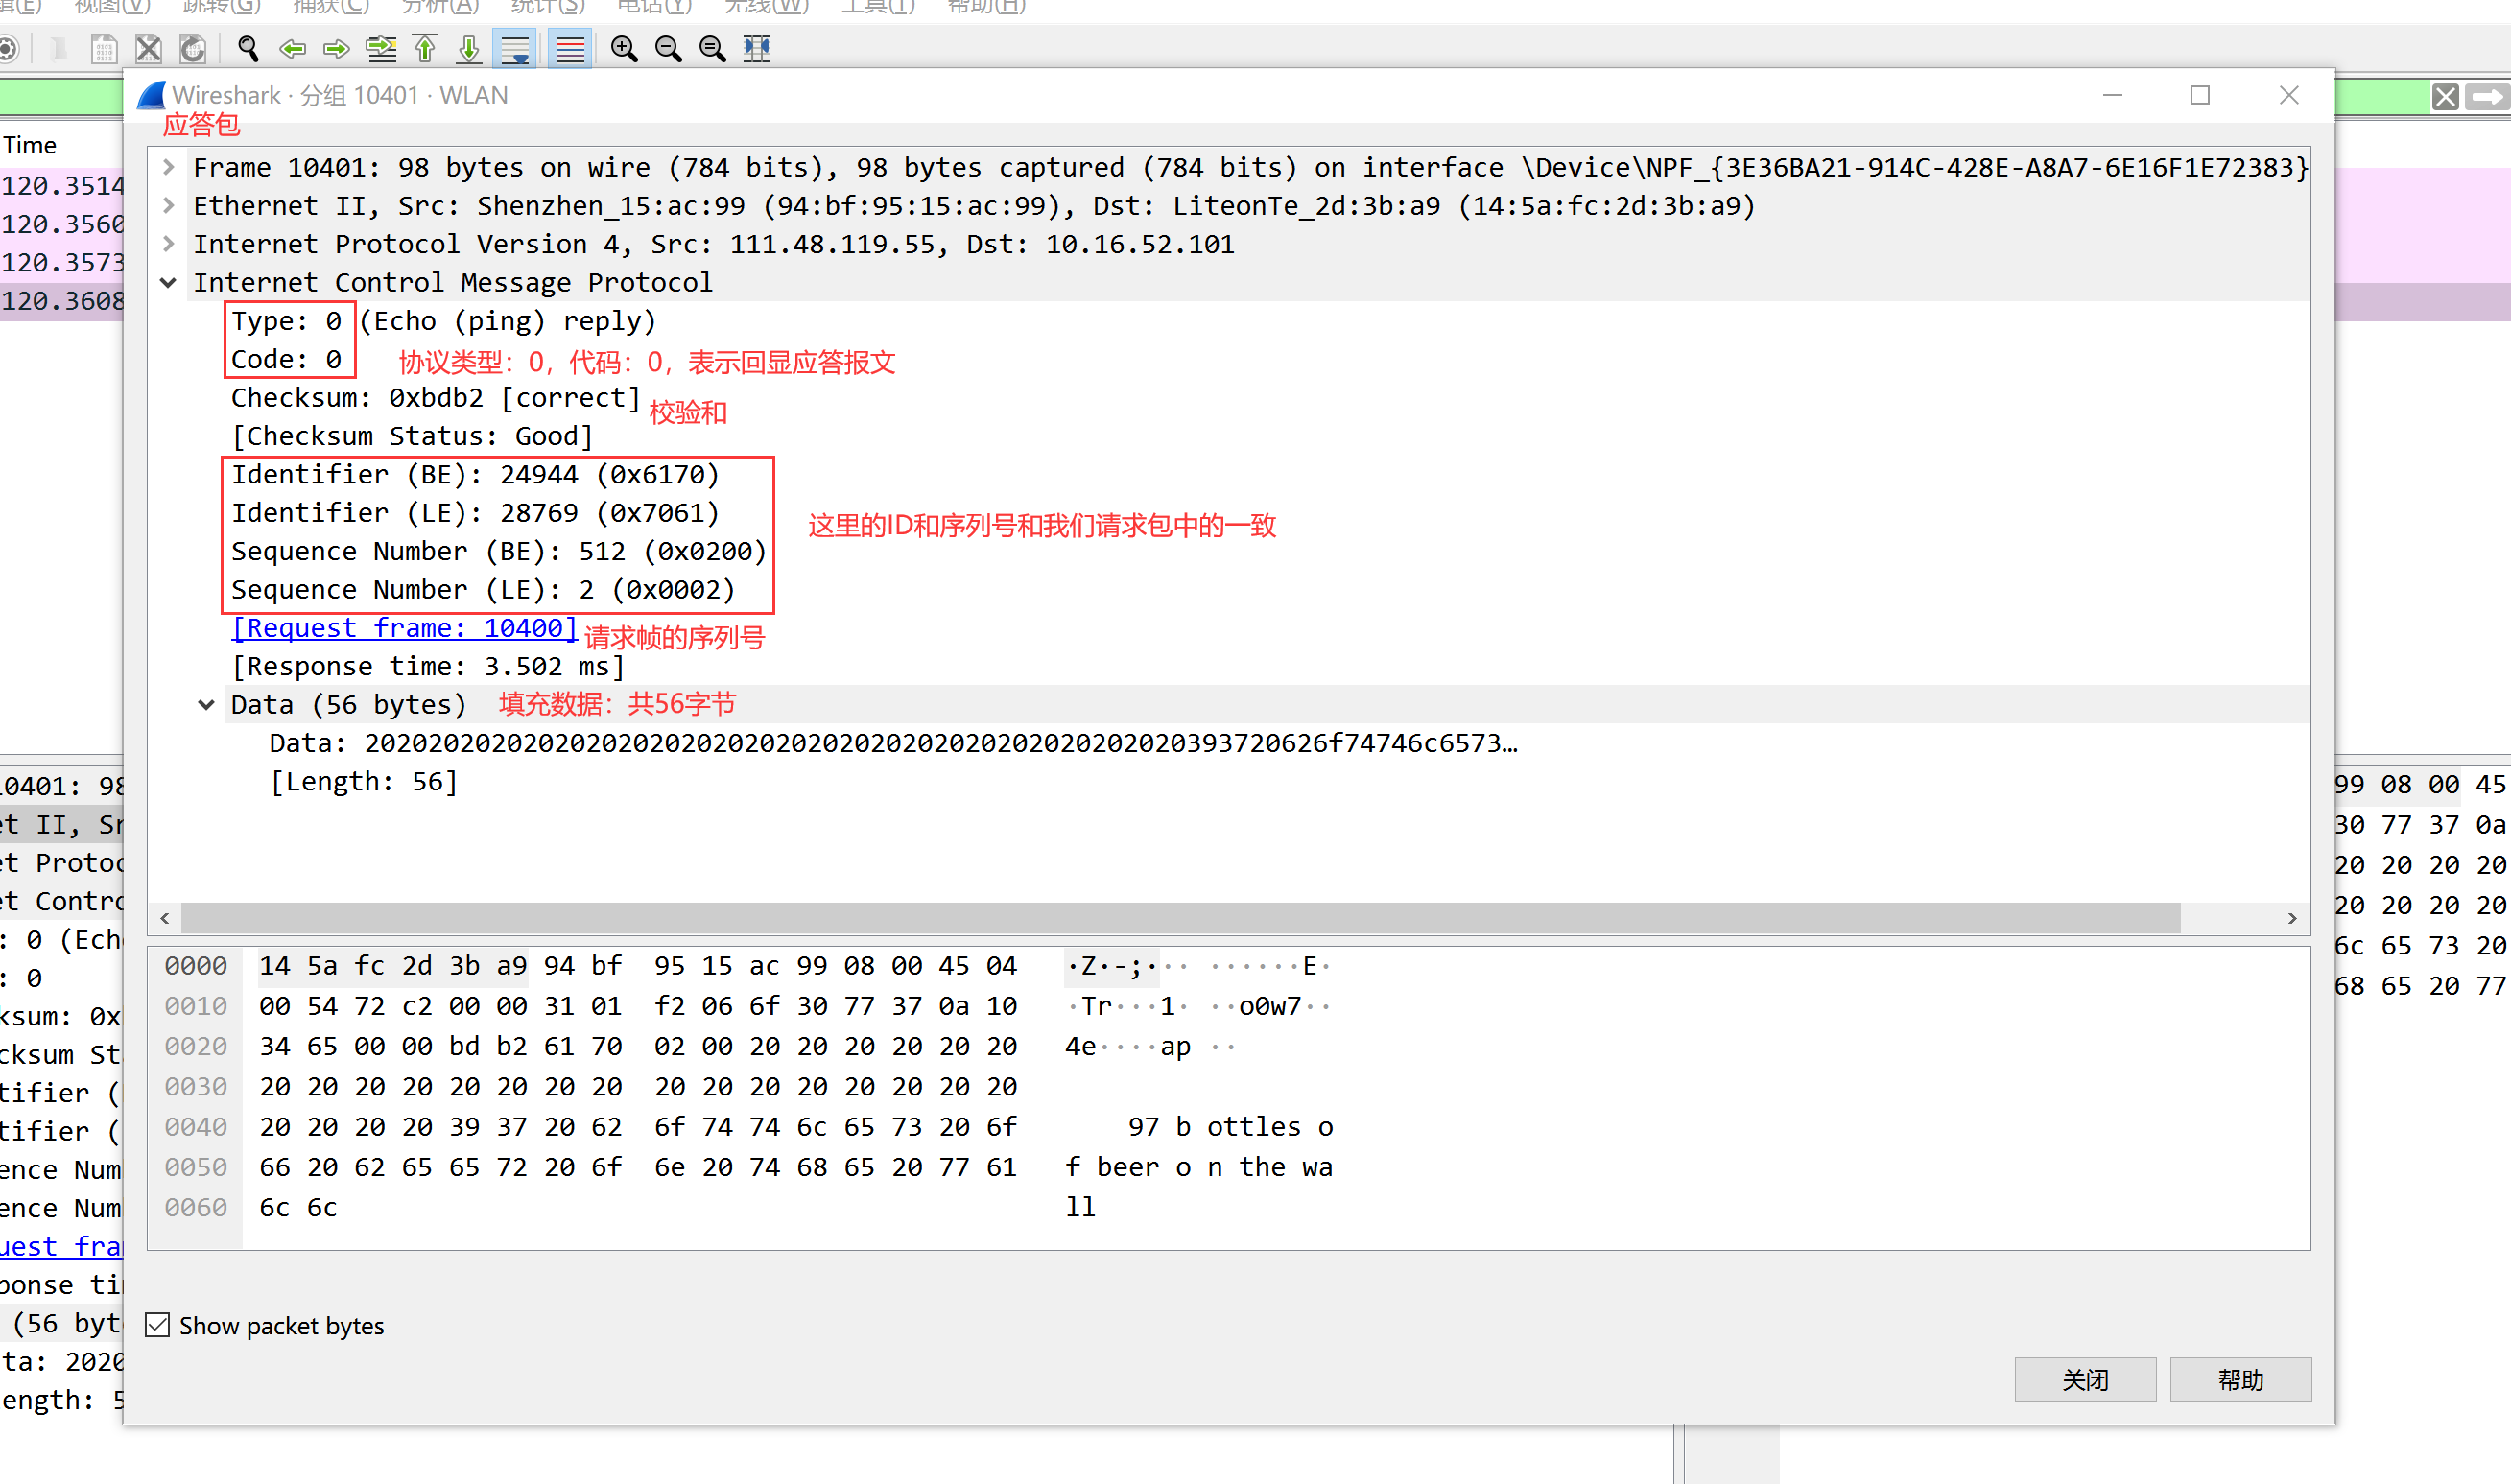 视图(V) 跳转(G) 捕获(C) 分析(A) 统计(S) 电话(Y) 无线(W) 工具(T) 帮助(H)
Wireshark · 分组 10401 · WLAN
应答包
Time
120.3514
120.3560
120.3573
120.3608
Frame 10401: 98 bytes on wire (784 bits), 98 bytes captured (784 bits) on interface \Device\NPF_{3E36BA21-914C-428E-A8A7-6E16F1E72383}
Ethernet II, Src: Shenzhen_15:ac:99 (94:bf:95:15:ac:99), Dst: LiteonTe_2d:3b:a9 (14:5a:fc:2d:3b:a9)
Internet Protocol Version 4, Src: 111.48.119.55, Dst: 10.16.52.101
Internet Control Message Protocol
Type: 0 (Echo (ping) reply)
Code: 0 协议类型：0，代码：0，表示回显应答报文
Checksum: 0xbdb2 [correct] 校验和
[Checksum Status: Good]
Identifier (BE): 24944 (0x6170)
Identifier (LE): 28769 (0x7061)
这里的ID和序列号和我们请求包中的一致
Sequence Number (BE): 512 (0x0200)
Sequence Number (LE): 2 (0x0002)
[Request frame: 10400] 请求帧的序列号
[Response time: 3.502 ms]
Data (56 bytes) 填充数据：共56字节
Data: 2020202020202020202020202020202020202020202020202020393720626f74746c6573…
[Length: 56]
0000 14 5a fc 2d 3b a9 94 bf 95 15 ac 99 08 00 45 04 ·Z·-;··· ······E·
0010 00 54 72 c2 00 00 31 01 f2 06 6f 30 77 37 0a 10 ·Tr···1· ··o0w7··
0020 34 65 00 00 bd b2 61 70 02 00 20 20 20 20 20 20 4e····ap ··
0030 20 20 20 20 20 20 20 20 20 20 20 20 20 20 20 20
0040 20 20 20 20 39 37 20 62 6f 74 74 6c 65 73 20 6f 97 b ottles o
0050 66 20 62 65 65 72 20 6f 6e 20 74 68 65 20 77 61 f beer o n the wa
0060 6c 6c ll
Show packet bytes
关闭 帮助
10401: 98
et II, Sr
et Protoc
et Contro
: 0 (Ech
: 0
ksum: 0x
cksum St
tifier (
tifier (
ence Num
ence Num
uest fra
ponse ti
(56 byt
ta: 2020
ength: 5
99 08 00 45
30 77 37 0a
20 20 20 20
20 20 20 20
6c 65 73 20
68 65 20 77